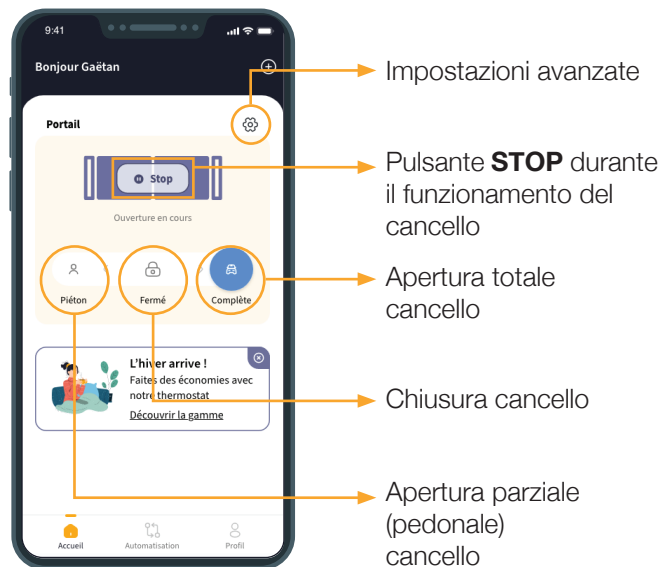 9:41
Bonjour Gaëtan
Portail
Stop
Ouverture en cours
Piéton
Fermé
Complète
L'hiver arrive !
Faites des économies avec
notre thermostat
Découvrir la gamme
Accueil
Automatisation
Profil
Impostazioni avanzate
Pulsante STOP durante
il funzionamento del
cancello
Apertura totale
cancello
Chiusura cancello
Apertura parziale
(pedonale)
cancello